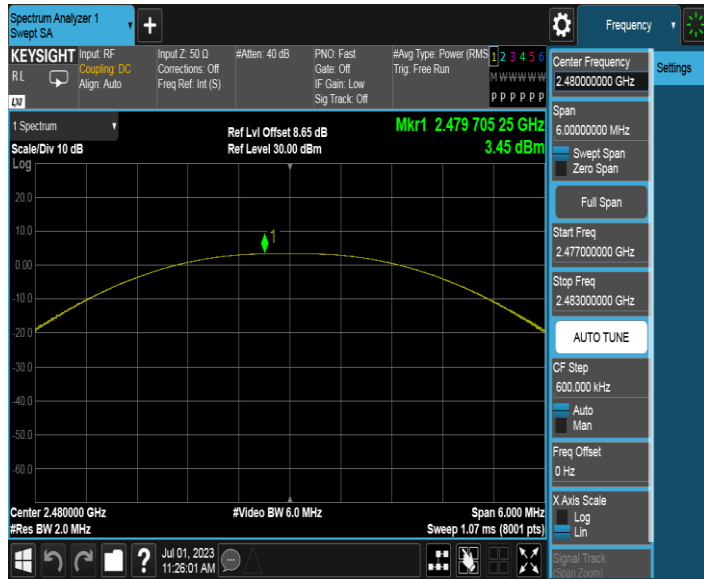 Spectrum Analyzer 1
Swept SA
+
Frequency
KEYSIGHT
RL
LXI
Input: RF
Coupling: DC
Align: Auto
Input Z: 50 Ω
Corrections: Off
Freq Ref: Int (S)
#Atten: 40 dB
PNO: Fast
Gate: Off
IF Gain: Low
Sig Track: Off
#Avg Type: Power (RMS
Trig: Free Run
1 2 3 4 5 6
M W W W W W
P P P P P P
Center Frequency
2.480000000 GHz
Settings
Span
6.00000000 MHz
Swept Span
Zero Span
Full Span
Start Freq
2.477000000 GHz
Stop Freq
2.483000000 GHz
AUTO TUNE
CF Step
600.000 kHz
Auto
Man
Freq Offset
0 Hz
X Axis Scale
Log
Lin
Signal Track
(Span Zoom)
1 Spectrum
Scale/Div 10 dB
Log
Ref Lvl Offset 8.65 dB
Ref Level 30.00 dBm
Mkr1 2.479 705 25 GHz
3.45 dBm
20.0
10.0
1
0.00
-10.0
-20.0
-30.0
-40.0
-50.0
-60.0
Center 2.480000 GHz
#Res BW 2.0 MHz
#Video BW 6.0 MHz
Span 6.000 MHz
Sweep 1.07 ms (8001 pts)
?
Jul 01, 2023
11:26:01 AM